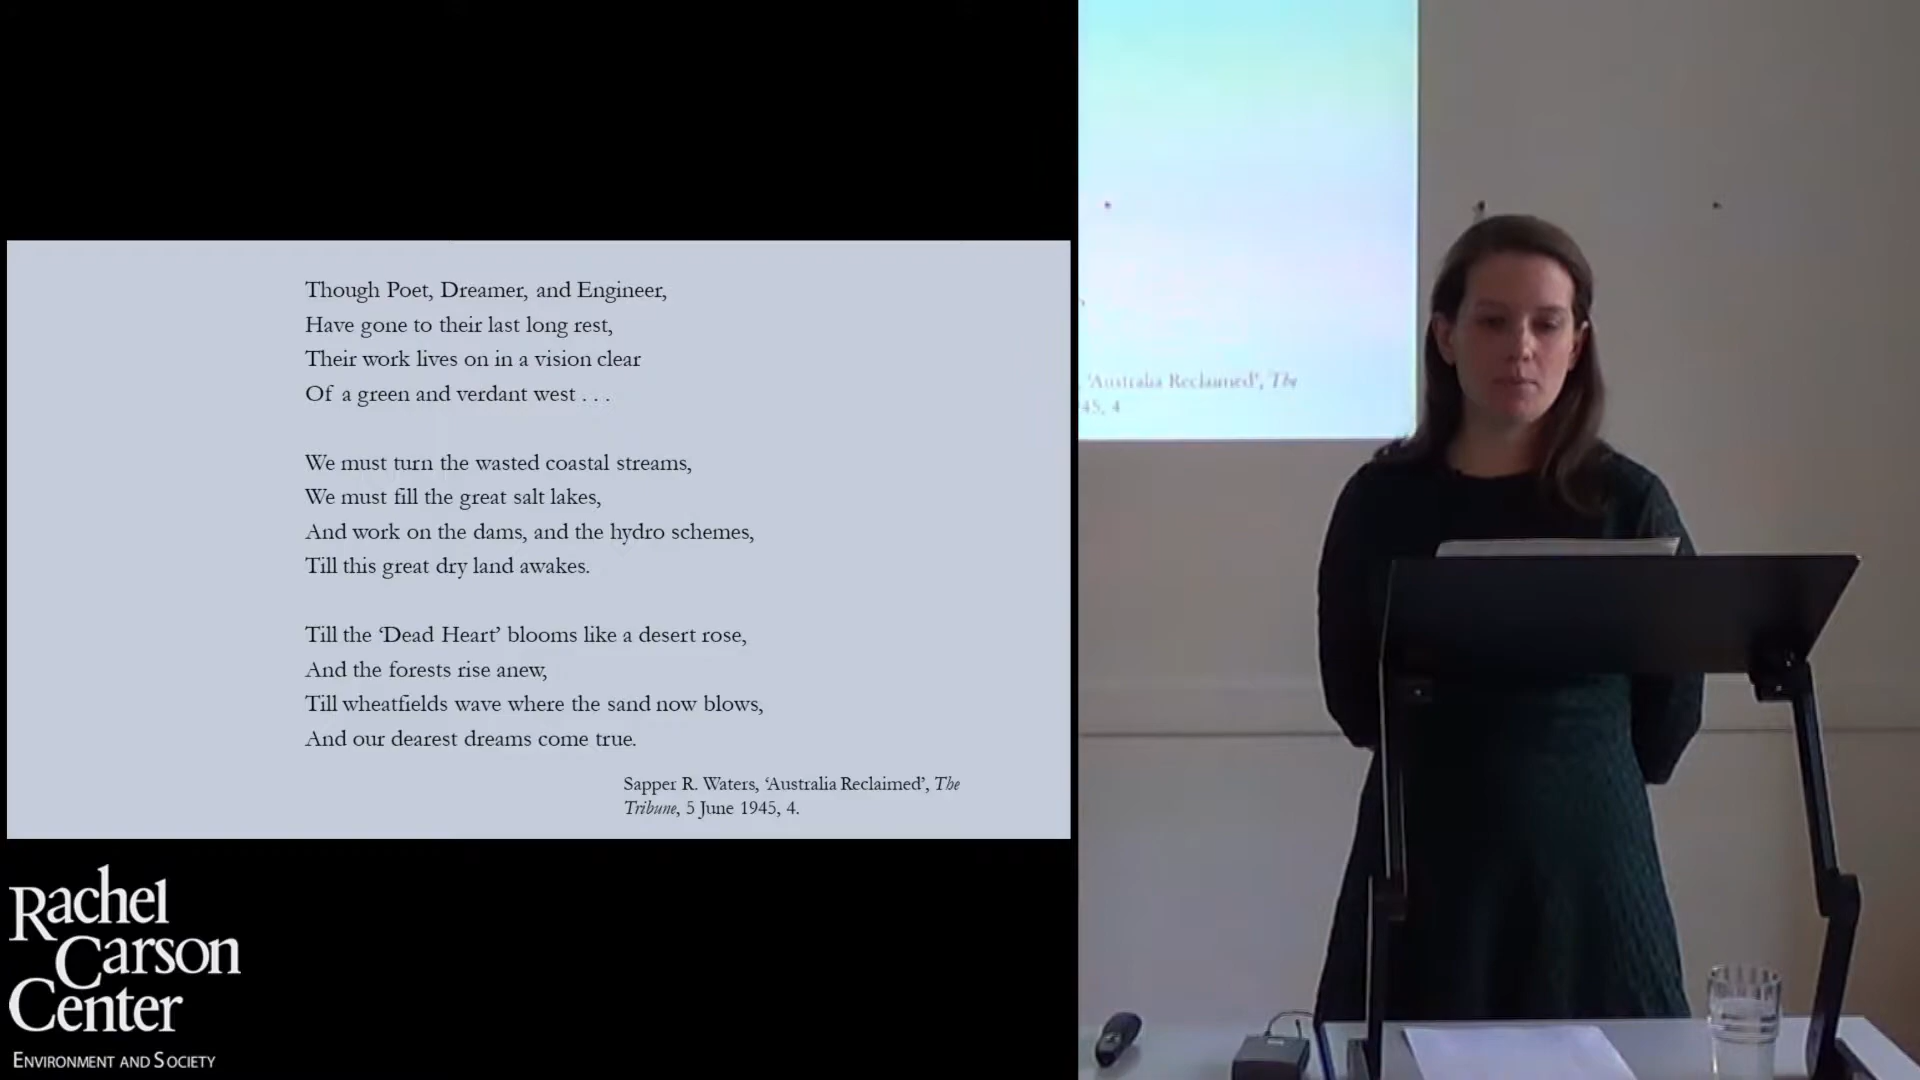 Though Poet, Dreamer, and Engineer,
Have gone to their last long rest,
Their work lives on in a vision clear
Of a green and verdant west . . .
We must turn the wasted coastal streams,
We must fill the great salt lakes,
And work on the dams, and the hydro schemes,
Till this great dry land awakes.
Till the ‘Dead Heart’ blooms like a desert rose,
And the forests rise anew,
Till wheatfields wave where the sand now blows,
And our dearest dreams come true.
Sapper R. Waters, ‘Australia Reclaimed’, The
Tribune, 5 June 1945, 4.
Rachel
Carson
Center
ENVIRONMENT AND SOCIETY
‘Australia Reclaimed’, The
45, 4